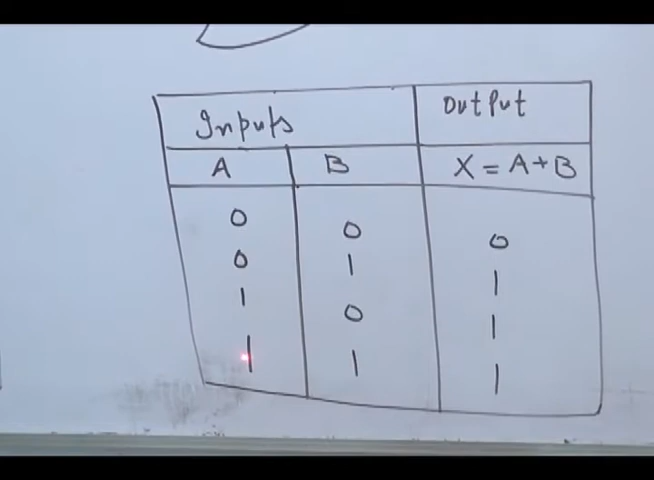 Inputs Output
A B X = A + B
0 0 0
0 1 1
1 0 1
1 1 1